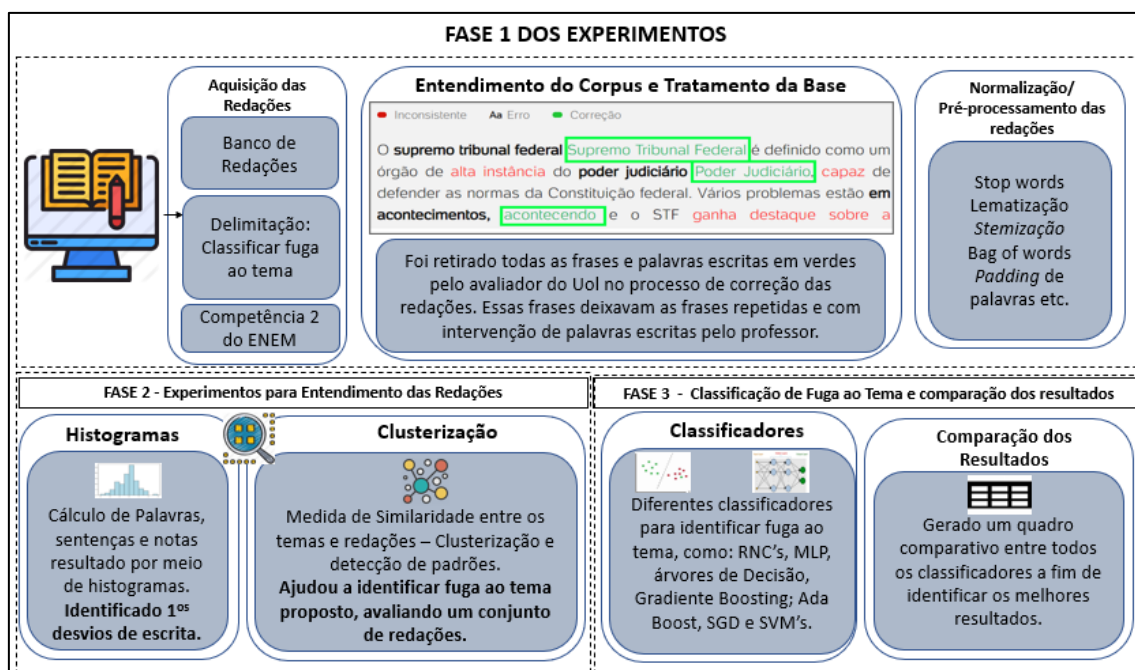 FASE 1 DOS EXPERIMENTOS
Aquisição das
Redações
Banco de
Redações
Delimitação:
Classificar fuga
ao tema
Competência 2
do ENEM
Entendimento do Corpus e Tratamento da Base
Inconsistente Aa Erro Correção
O supremo tribunal federal Supremo Tribunal Federal é definido como um
órgão de alta instância do poder judiciário Poder Judiciário, capaz de
defender as normas da Constituição federal. Vários problemas estão em
acontecimentos, acontecendo e o STF ganha destaque sobre a
Foi retirado todas as frases e palavras escritas em verdes
pelo avaliador do Uol no processo de correção das
redações. Essas frases deixavam as frases repetidas e com
intervenção de palavras escritas pelo professor.
Normalização/
Pré-processamento das
redações
Stop words
Lematização
Stemização
Bag of words
Padding de
palavras etc.
FASE 2 - Experimentos para Entendimento das Redações
Histogramas
Cálculo de Palavras,
sentenças e notas
resultado por meio
de histogramas.
Identificado 1ºs
desvios de escrita.
Clusterização
Medida de Similaridade entre os
temas e redações – Clusterização e
detecção de padrões.
Ajudou a identificar fuga ao tema
proposto, avaliando um conjunto
de redações.
FASE 3 - Classificação de Fuga ao Tema e comparação dos resultados
Classificadores
Diferentes classificadores
para identificar fuga ao
tema, como: RNC's, MLP,
árvores de Decisão,
Gradiente Boosting; Ada
Boost, SGD e SVM's.
Comparação dos
Resultados
Gerado um quadro
comparativo entre todos
os classificadores a fim de
identificar os melhores
resultados.